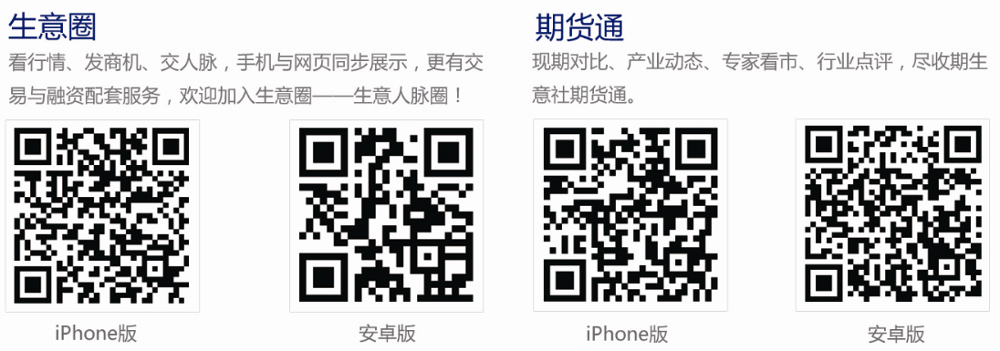 生意圈
看行情、发商机、交人脉，手机与网页同步展示，更有交
易与融资配套服务，欢迎加入生意圈——生意人脉圈！
iPhone版
安卓版
期货通
现期对比、产业动态、专家看市、行业点评，尽收期生
意社期货通。
iPhone版
安卓版